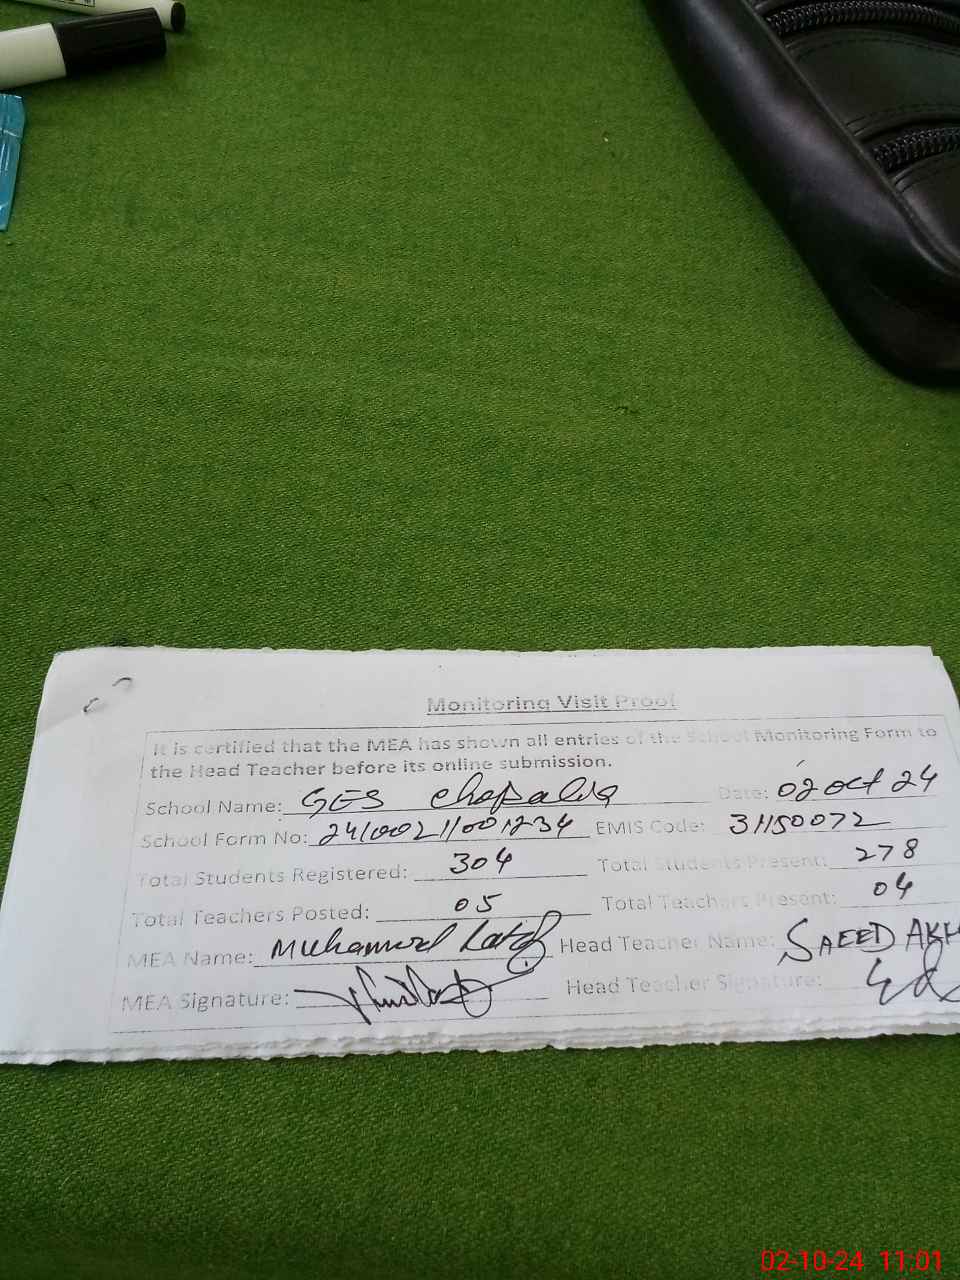 Monitoring Visit Proof
It is certified that the MEA has shown all entries of the School Monitoring Form to
the Head Teacher before its online submission.
School Name: GES Chapalia Date: 02 Oct 24
School Form No: EMIS Code: 31150072
Total Students Registered: 304 Total Students Present: 278
Total Teachers Posted: 05 Total Teachers Present: 04
MEA Name: Muhammad Latif Head Teacher Name: SAEED
MEA Signature: Head Teacher Signature:
02-10-24 11:01